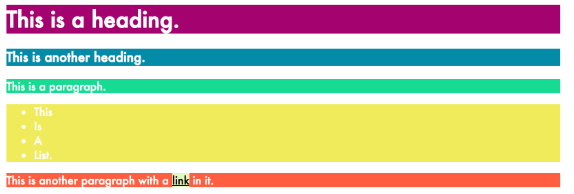 This is a heading.
This is another heading.
This is a paragraph.
• This
• Is
• A
• List.
This is another paragraph with a link in it.